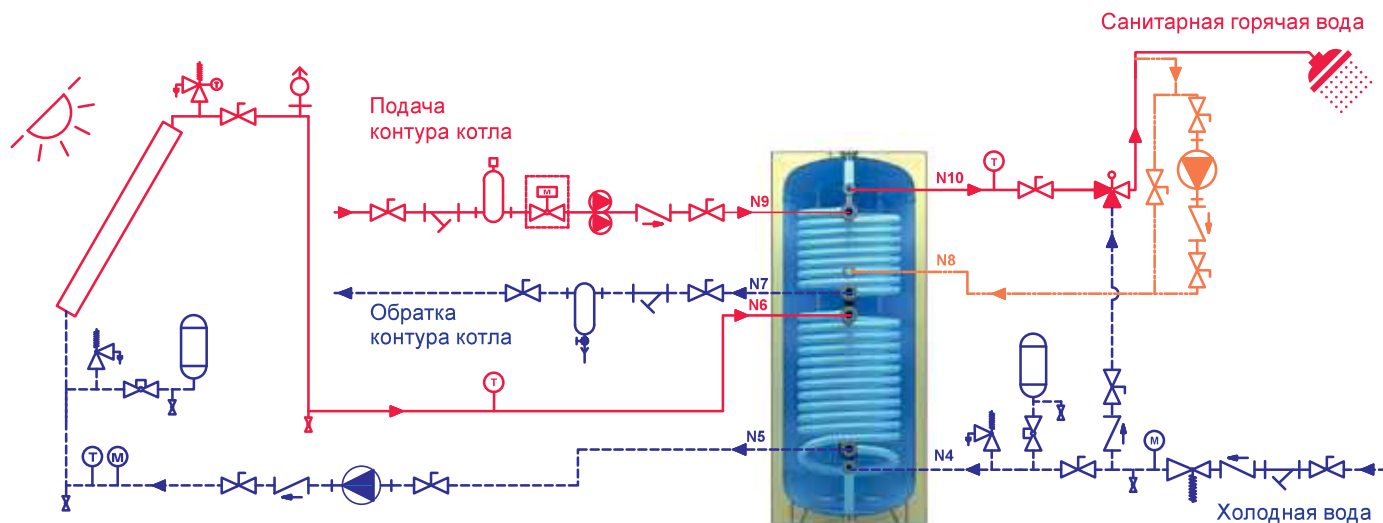 Санитарная горячая вода
T
Подача
контура котла
M
N9
N10
T
N8
N7
N6
Обратка
контура котла
T
N5
N4
T
M
M
Холодная вода